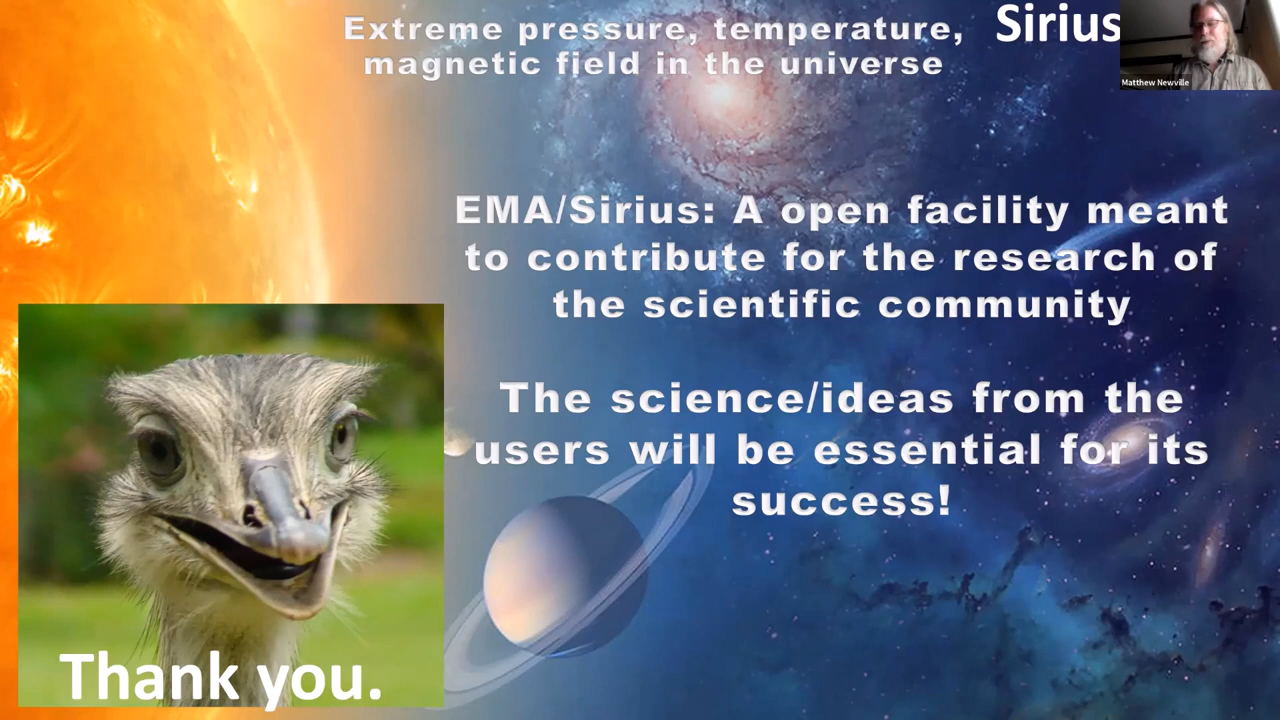 Extreme pressure, temperature,
magnetic field in the universe
Sirius
Matthew Newville
EMA/Sirius: A open facility meant
to contribute for the research of
the scientific community
The science/ideas from the
users will be essential for its
success!
Thank you.